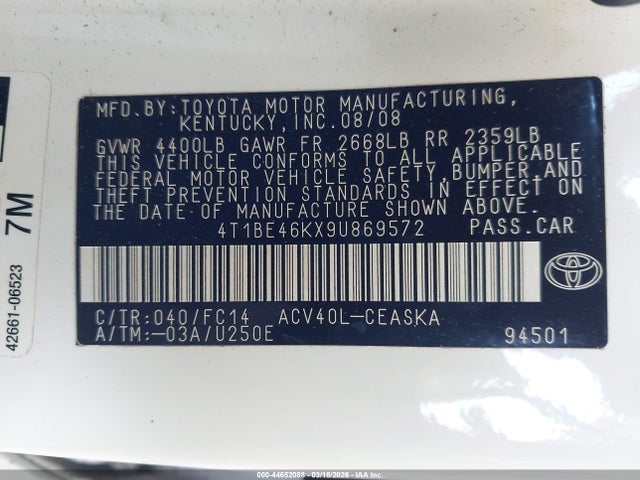 MFD.BY:TOYOTA MOTOR MANUFACTURING,
KENTUCKY,INC.08/08
GVWR 4400LB GAWR FR 2668LB RR 2359LB
THIS VEHICLE CONFORMS TO ALL APPLICABLE
FEDERAL MOTOR VEHICLE SAFETY,BUMPER,AND
THEFT PREVENTION STANDARDS IN EFFECT ON
THE DATE OF MANUFACTURE SHOWN ABOVE.
4T1BE46KX9U869572 PASS.CAR
C/TR:040/FC14 ACV40L-CEASKA
A/TM:-03A/U250E 94501
42661-06523 7M
000-44652088 - 03/18/2026 - IAA, Inc.